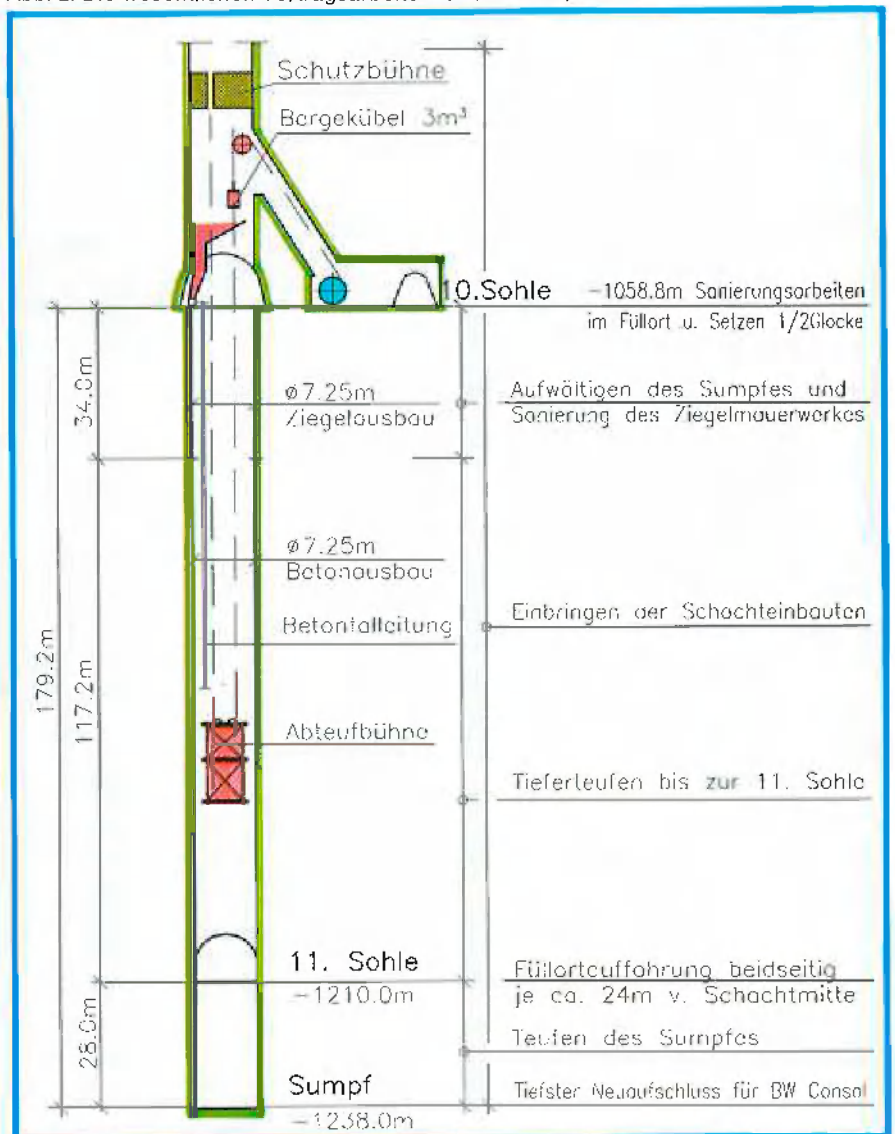 Schutzbühne
Bergekübel 3m³
10.Sohle
-1058.8m Sanierungsarbeiten
im Füllort u. Setzen 1/2Glocke
34.0m
ø7.25m
Ziegelausbau
Aufwältigen des Sumpfes und
Sanierung des Ziegelmauerwerkes
ø7.25m
Betonausbau
Betonfalleitung
Einbringen der Schachteinbauten
179.2m
117.2m
Abteufbühne
Tieferteufen bis zur 11. Sohle
11. Sohle
-1210.0m
Füllortauffahrung beidseitig
je ca. 24m v. Schachtmitte
28.0m
Teufen des Sumpfes
Sumpf
-1238.0m
Tiefster Neuaufschluss für BW Consol